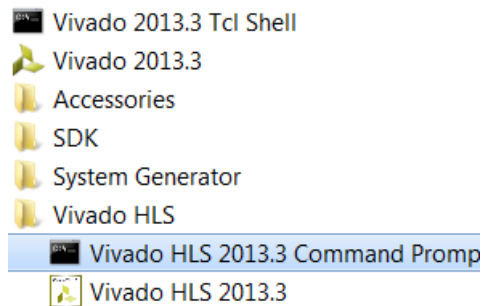 Vivado 2013.3 Tcl Shell
Vivado 2013.3
Accessories
SDK
System Generator
Vivado HLS
Vivado HLS 2013.3 Command Promp
Vivado HLS 2013.3